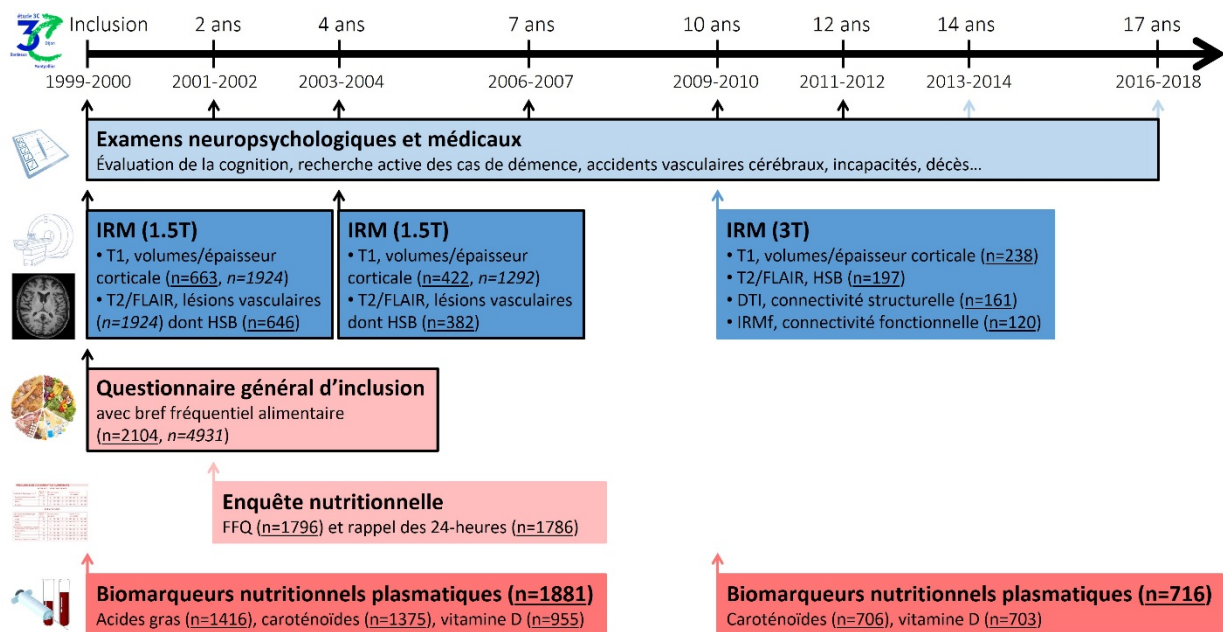 étude 3C
3C
Dijon
Bordeaux
Montpellier
Inclusion 2 ans 4 ans 7 ans 10 ans 12 ans 14 ans 17 ans
1999-2000 2001-2002 2003-2004 2006-2007 2009-2010 2011-2012 2013-2014 2016-2018
Examens neuropsychologiques et médicaux
Évaluation de la cognition, recherche active des cas de démence, accidents vasculaires cérébraux, incapacités, décès...
IRM (1.5T)
• T1, volumes/épaisseur
corticale (n=663, n=1924)
• T2/FLAIR, lésions vasculaires
(n=1924) dont HSB (n=646)
IRM (1.5T)
• T1, volumes/épaisseur
corticale (n=422, n=1292)
• T2/FLAIR, lésions vasculaires
dont HSB (n=382)
IRM (3T)
• T1, volumes/épaisseur corticale (n=238)
• T2/FLAIR, HSB (n=197)
• DTI, connectivité structurelle (n=161)
• IRMf, connectivité fonctionnelle (n=120)
Questionnaire général d’inclusion
avec bref fréquentiel alimentaire
(n=2104, n=4931)
Enquête nutritionnelle
FFQ (n=1796) et rappel des 24-heures (n=1786)
Biomarqueurs nutritionnels plasmatiques (n=1881)
Acides gras (n=1416), caroténoïdes (n=1375), vitamine D (n=955)
Biomarqueurs nutritionnels plasmatiques (n=716)
Caroténoïdes (n=706), vitamine D (n=703)